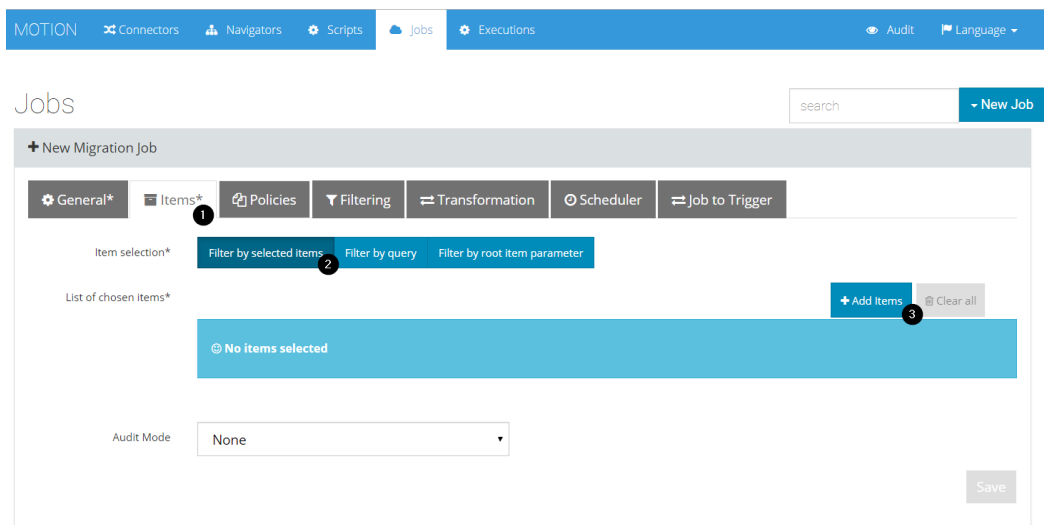 MOTION Connectors Navigators Scripts Jobs Executions Audit Language
Jobs search New Job
New Migration Job
General* Items* Policies Filtering Transformation Scheduler Job to Trigger
1
Item selection* Filter by selected items Filter by query Filter by root item parameter
2
List of chosen items* Add Items Clear all
3
No items selected
Audit Mode None
Save